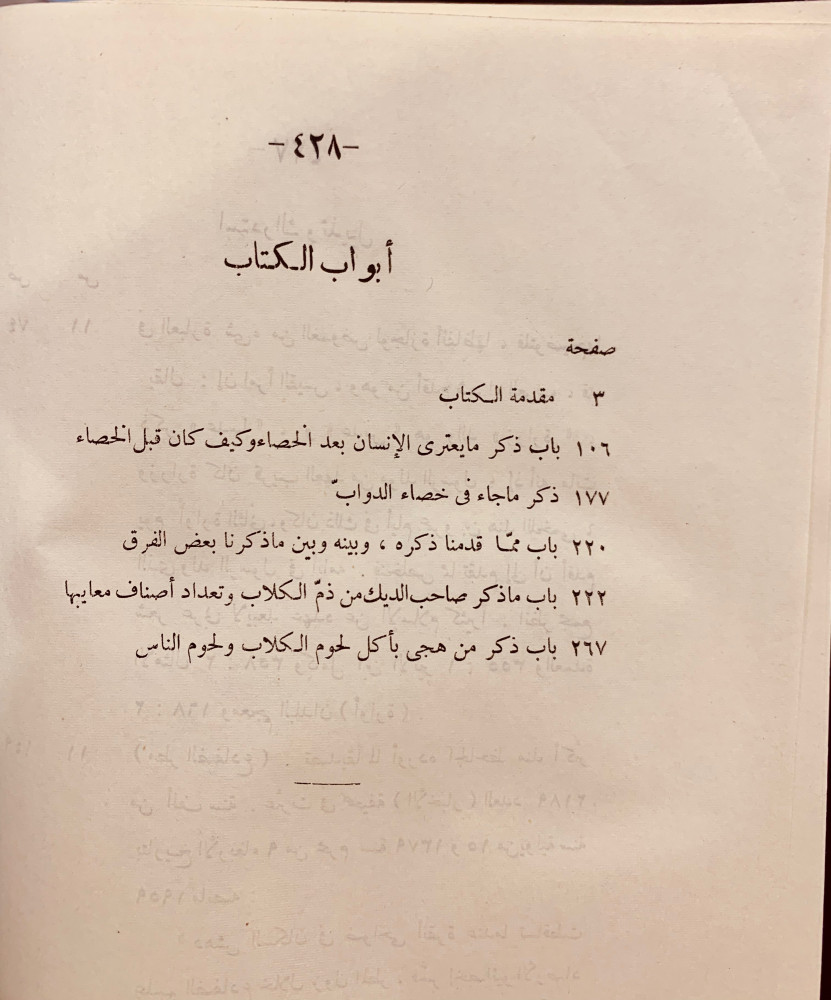 -٤٢٨-
أبواب الكتاب
صفحة
٣ مقدمة الكتاب
١٠٦ باب ذكر مايعترى الإنسان بعد الخصاء وكيف كان قبل الخصاء
١٧٧ ذكر ماجاء فى خصاء الدوابّ
٢٢٠ باب ممّا قدمنا ذكره ، وبينه وبين ماذكرنا بعض الفرق
٢٢٢ باب ماذكر صاحب الديك من ذمّ الكلاب وتعداد أصناف معايبها
٢٦٧ باب ذكر من هجى بأكل لحوم الكلاب ولحوم الناس